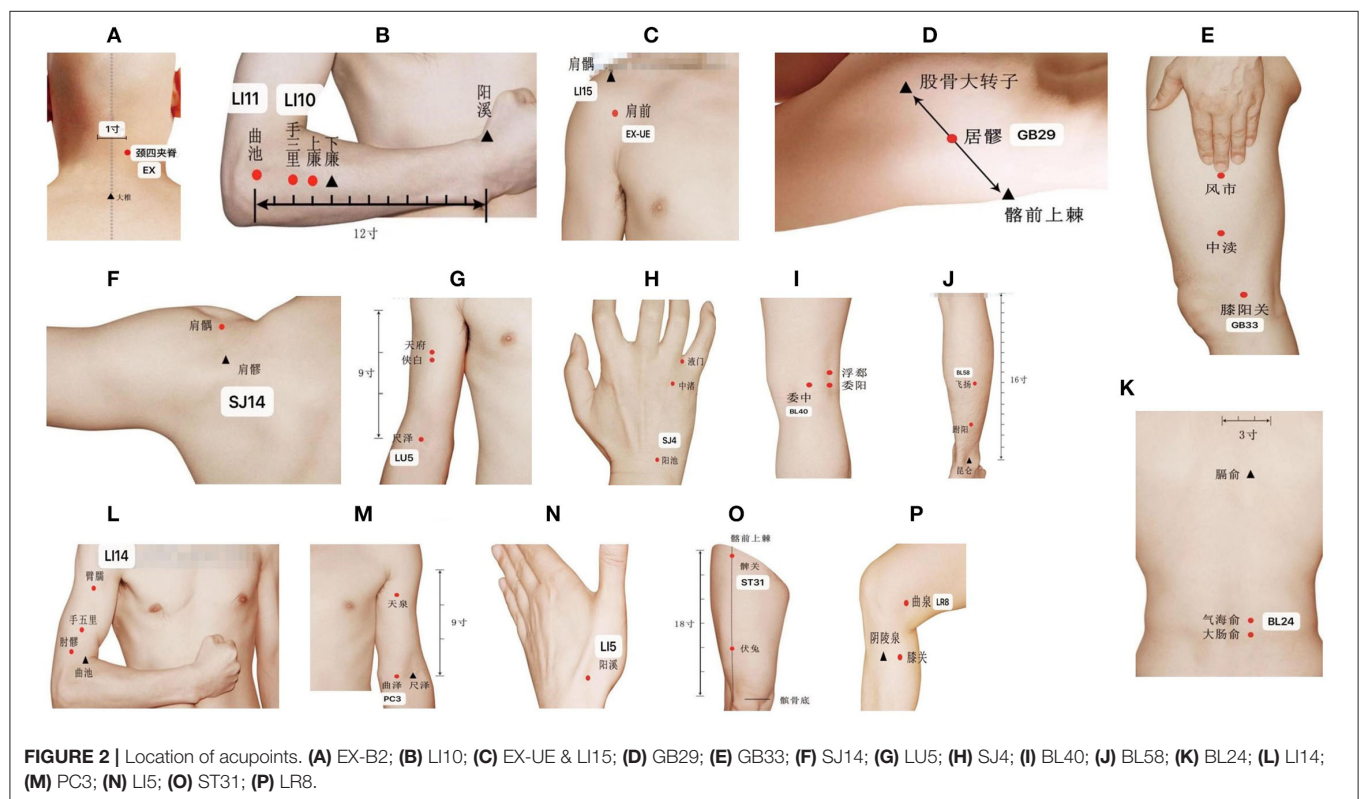 A
1寸
颈四夹脊
EX
大椎
B
LI11
LI10
阳溪
曲池
手三里
上廉
下廉
12寸
C
肩髃
LI15
肩前
EX-UE
D
股骨大转子
居髎
GB29
髂前上棘
E
风市
中渎
膝阳关
GB33
F
肩髃
肩髎
SJ14
G
天府
侠白
9寸
尺泽
LU5
H
液门
中渚
SJ4
阳池
I
浮郄
委阳
委中
BL40
J
BL58
飞扬
16寸
跗阳
昆仑
K
3寸
膈俞
气海俞
BL24
大肠俞
L
LI14
臂臑
手五里
肘髎
曲池
M
天泉
9寸
曲泽
尺泽
PC3
N
LI5
阳溪
O
髂前上棘
髀关
ST31
18寸
伏兔
髌骨底
P
曲泉
LR8
阴陵泉
膝关
FIGURE 2 | Location of acupoints. (A) EX-B2; (B) LI10; (C) EX-UE & LI15; (D) GB29; (E) GB33; (F) SJ14; (G) LU5; (H) SJ4; (I) BL40; (J) BL58; (K) BL24; (L) LI14;
(M) PC3; (N) LI5; (O) ST31; (P) LR8.